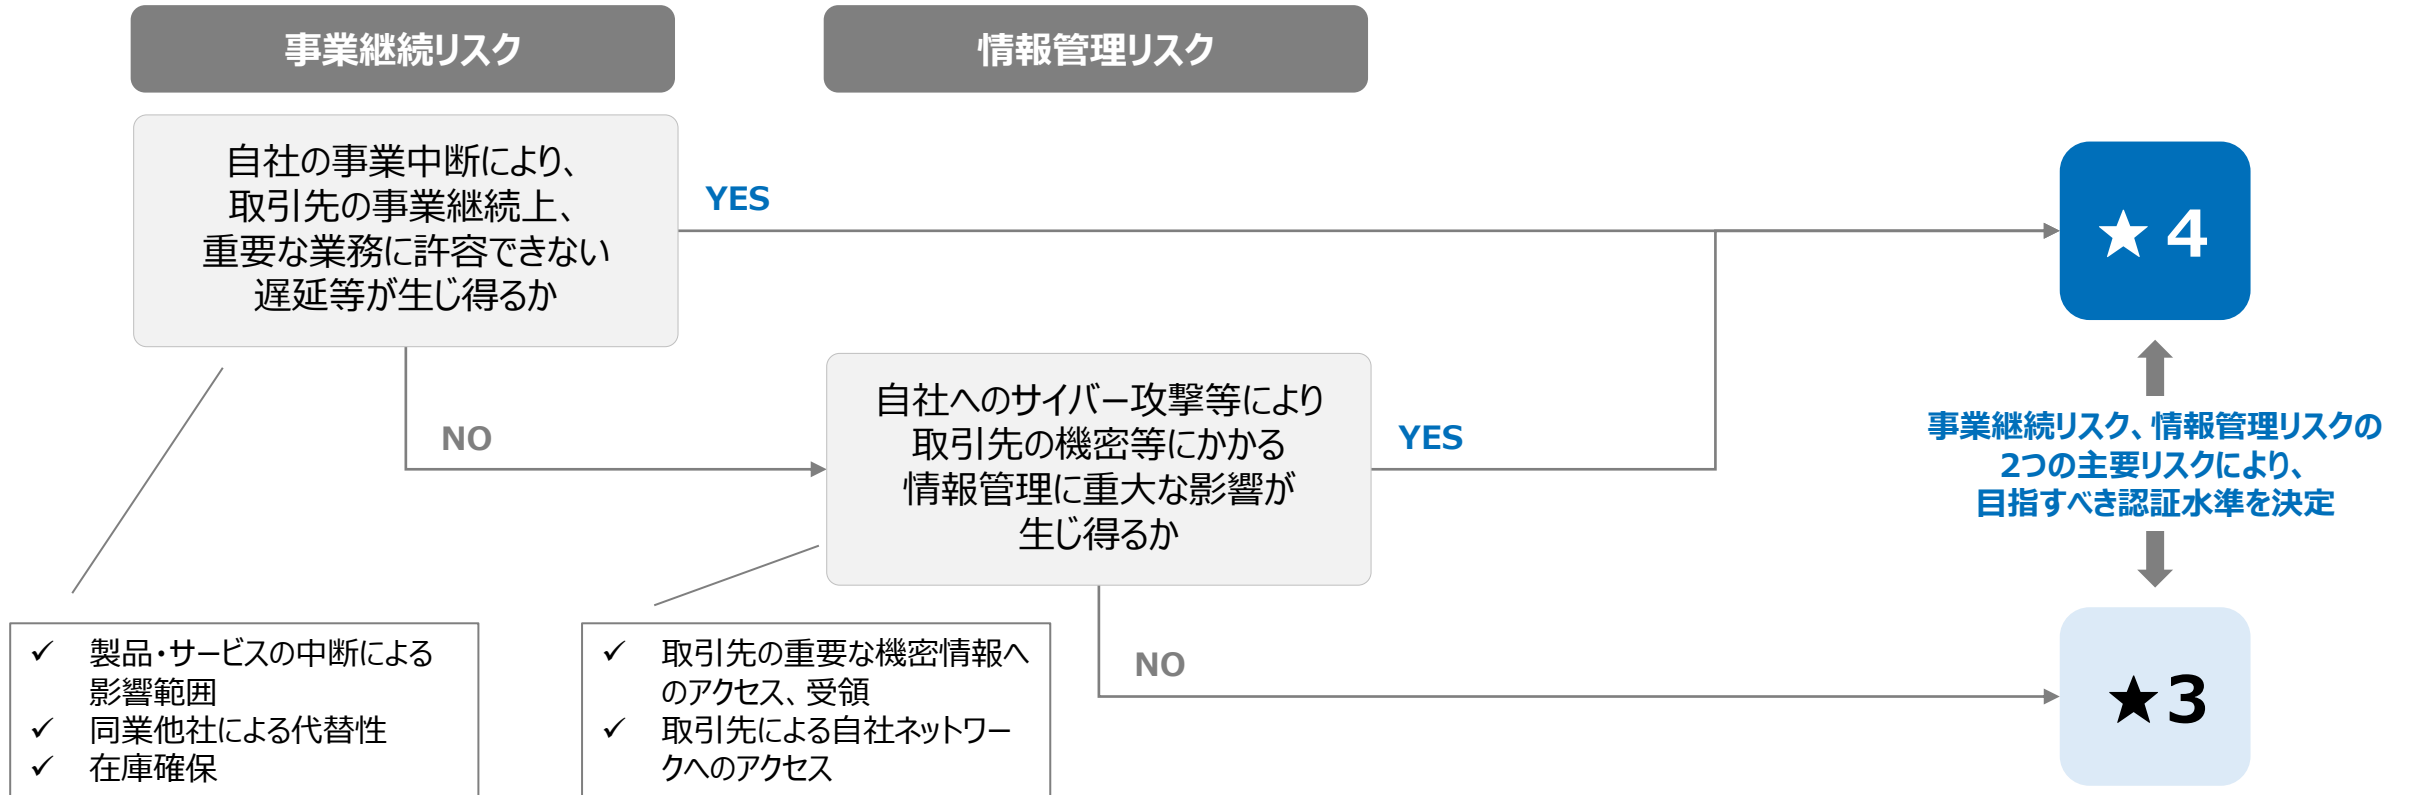 事業継続リスク
情報管理リスク
自社の事業中断により、
取引先の事業継続上、
重要な業務に許容できない
遅延等が生じ得るか
YES
★4
NO
自社へのサイバー攻撃等により
取引先の機密等にかかる
情報管理に重大な影響が
生じ得るか
YES
事業継続リスク、情報管理リスクの
2つの主要リスクにより、
目指すべき認証水準を決定
✓ 製品・サービスの中断による
影響範囲
✓ 同業他社による代替性
✓ 在庫確保
✓ 取引先の重要な機密情報へ
のアクセス、受領
✓ 取引先による自社ネットワー
クへのアクセス
NO
★3